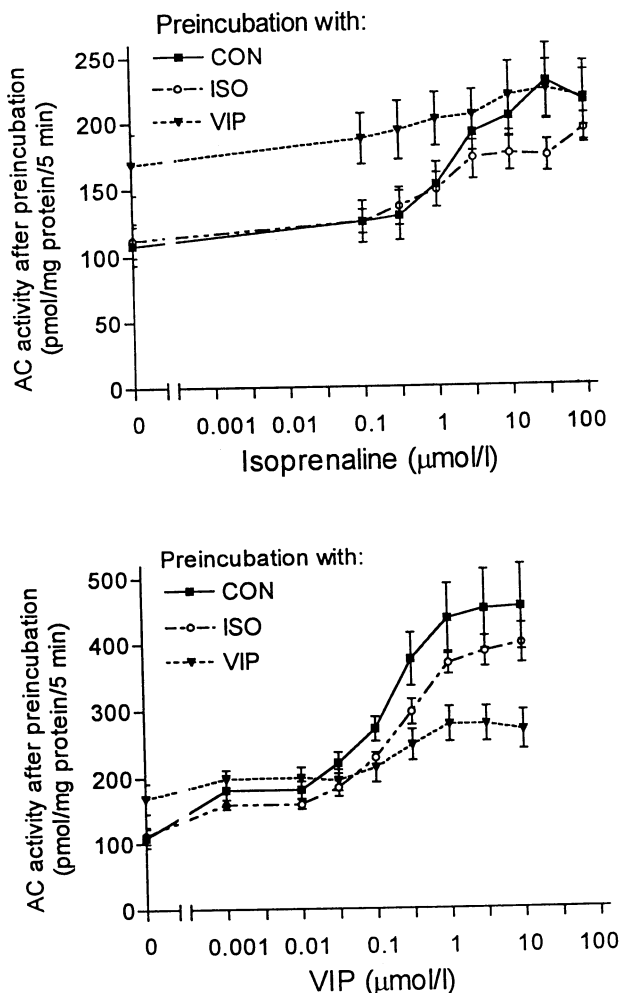 Preincubation with:
CON
ISO
VIP
AC activity after preincubation
(pmol/mg protein/5 min)
250
200
150
100
50
0
0 0.001 0.01 0.1 1 10 100
Isoprenaline (μmol/l)
Preincubation with:
CON
ISO
VIP
AC activity after preincubation
(pmol/mg protein/5 min)
500
400
300
200
100
0
0 0.001 0.01 0.1 1 10 100
VIP (μmol/l)